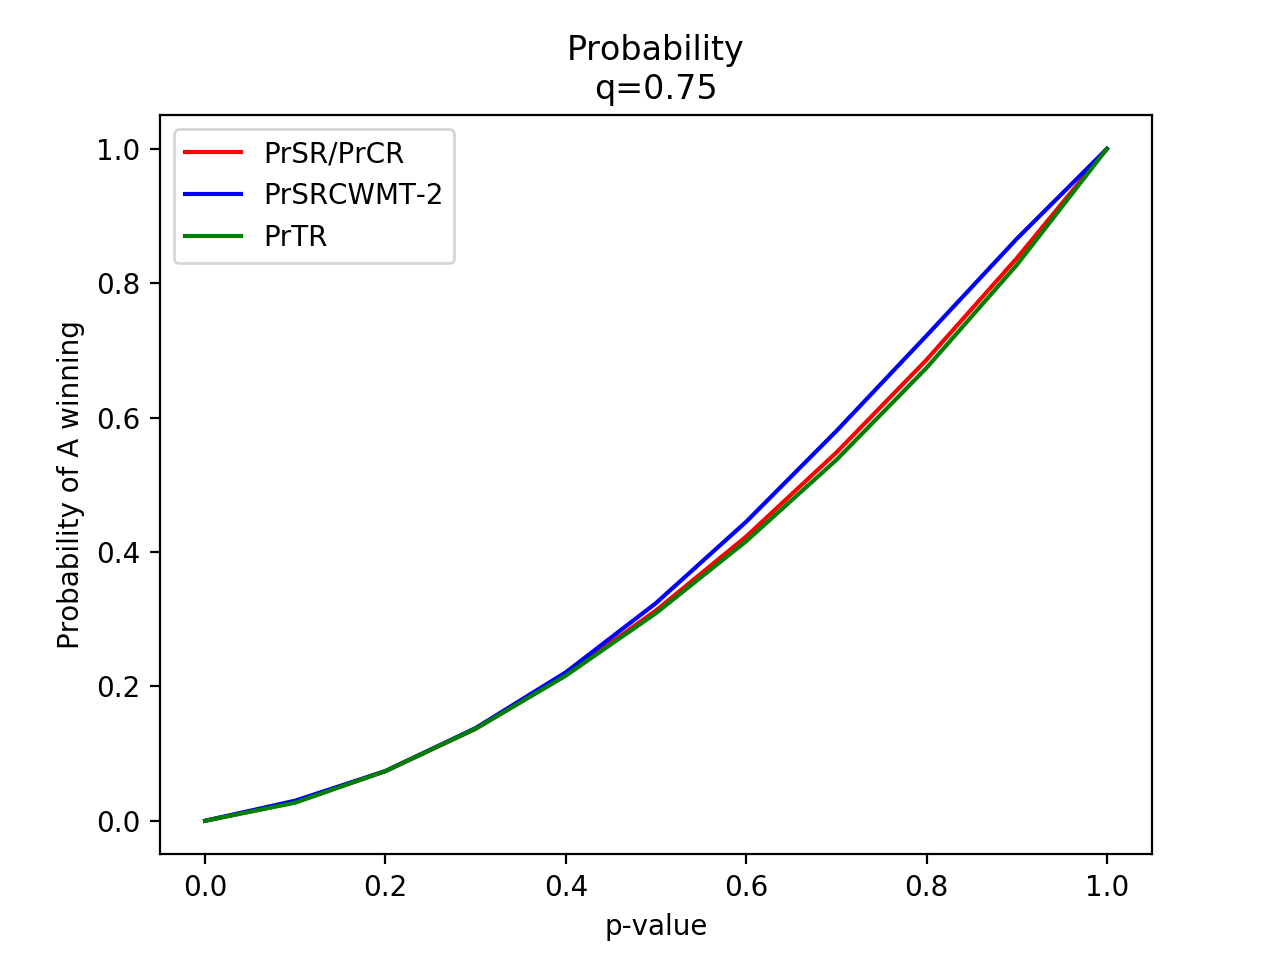 Probability
q=0.75
PrSR/PrCR
PrSRCWMT-2
PrTR
1.0
0.8
0.6
0.4
0.2
0.0
Probability of A winning
0.0 0.2 0.4 0.6 0.8 1.0
p-value